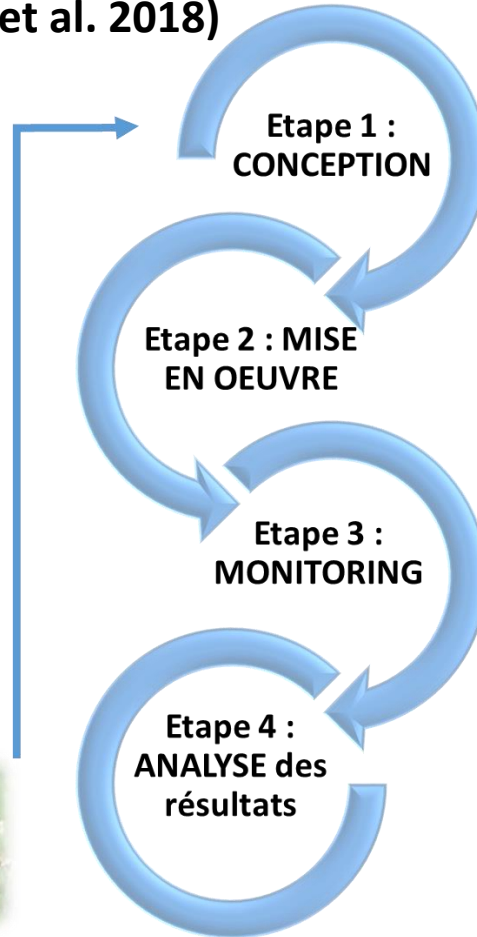 et al. 2018)
Etape 1 :
CONCEPTION
Etape 2 : MISE
EN OEUVRE
Etape 3 :
MONITORING
Etape 4 :
ANALYSE des
résultats